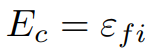 E_c = ε_{fi}